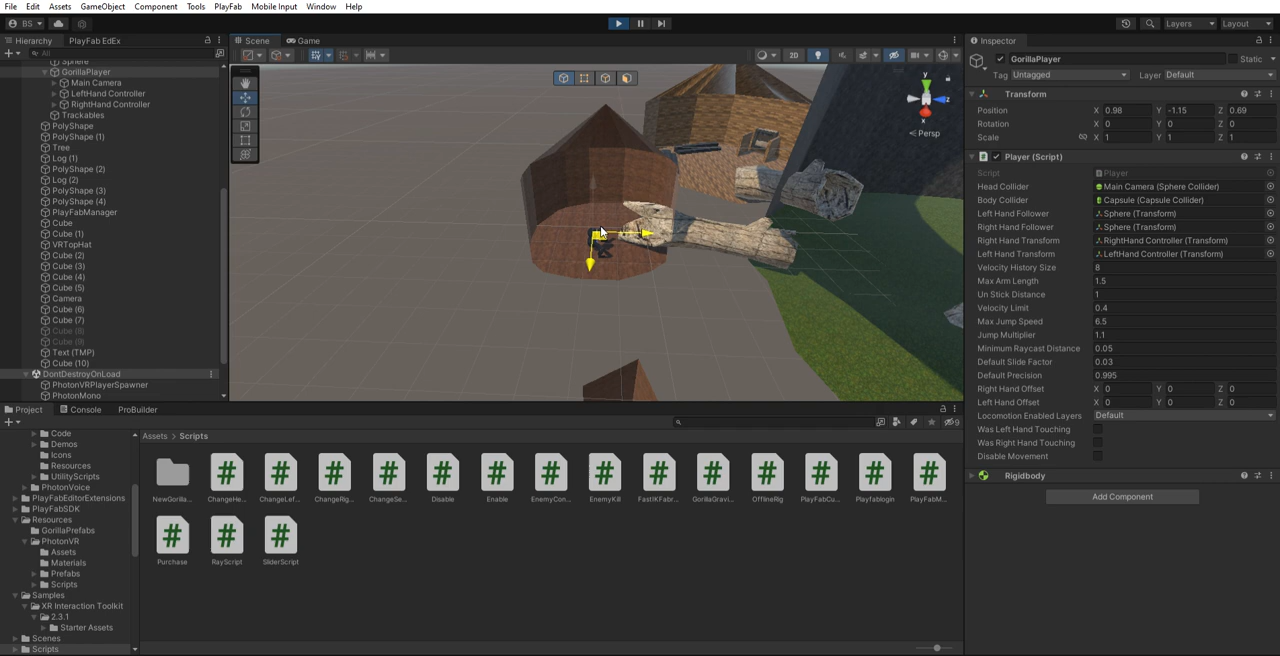 File Edit Assets GameObject Component Tools PlayFab Mobile Input Window Help
BS Layers Layout
Hierarchy PlayFab EdEx Scene Game Inspector
All 2D
Sphere
GorillaPlayer
Main Camera
LeftHand Controller
RightHand Controller
Trackables
PolyShape
PolyShape (1)
Tree
Log (1)
PolyShape (2)
Log (2)
PolyShape (3)
PolyShape (4)
PlayFabManager
Cube
Cube (1)
VRTopHat
Cube (2)
Cube (3)
Cube (4)
Cube (5)
Camera
Cube (6)
Cube (7)
Cube (8)
Cube (9)
Text (TMP)
Cube (10)
DontDestroyOnLoad
PhotonVRPlayerSpawner
PhotonMono
y
z
x
Persp
GorillaPlayer Static
Tag Untagged Layer Default
Transform
Position X 0.98 Y -1.15 Z 0.69
Rotation X 0 Y 0 Z 0
Scale X 1 Y 1 Z 1
# Player (Script)
Script Player
Head Collider Main Camera (Sphere Collider)
Body Collider Capsule (Capsule Collider)
Left Hand Follower Sphere (Transform)
Right Hand Follower Sphere (Transform)
Right Hand Transform RightHand Controller (Transform)
Left Hand Transform LeftHand Controller (Transform)
Velocity History Size 8
Max Arm Length 1.5
Un Stick Distance 1
Velocity Limit 0.4
Max Jump Speed 6.5
Jump Multiplier 1.1
Minimum Raycast Distance 0.05
Default Slide Factor 0.03
Default Precision 0.995
Right Hand Offset X 0 Y 0 Z 0
Left Hand Offset X 0 Y 0 Z 0
Locomotion Enabled Layers Default
Was Left Hand Touching
Was Right Hand Touching
Disable Movement
Rigidbody
Add Component
Project Console ProBuilder
9
Code
Demos
Icons
Resources
UtilityScripts
PhotonVoice
PlayFabEditorExtensions
PlayFabSDK
Resources
GorillaPrefabs
PhotonVR
Assets
Materials
Prefabs
Scripts
Samples
XR Interaction Toolkit
2.3.1
Starter Assets
Scenes
Scripts
Assets > Scripts
# # # # # # # # # # # # # #
NewGorilla... ChangeHe... ChangeLef... ChangeRig... ChangeSe... Disable Enable EnemyCon... EnemyKill FastIKFabr... GorillaGravi... OfflineRig PlayFabCu... Playfablogin PlayFabM...
# # #
Purchase RayScript SliderScript